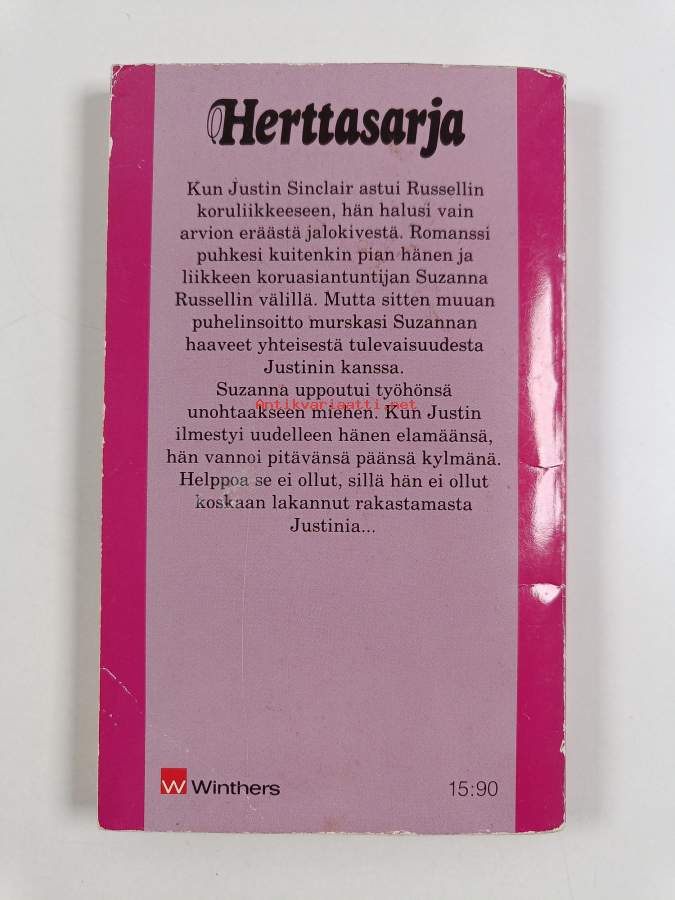 Herttasarja
Kun Justin Sinclair astui Russellin
koruliikkeeseen, hän halusi vain
arvion eräästä jalokivestä. Romanssi
puhkesi kuitenkin pian hänen ja
liikkeen koruasiantuntijan Suzanna
Russellin välillä. Mutta sitten muuan
puhelinsoitto murskasi Suzannan
haaveet yhteisestä tulevaisuudesta
Justinin kanssa.
Suzanna uppoutui työhönsä
Antikvariaatti.net
unohtaakseen miehen. Kun Justin
ilmestyi uudelleen hänen elamäänsä,
hän vannoi pitävänsä päänsä kylmänä.
Helppoa se ei ollut, sillä hän ei ollut
koskaan lakannut rakastamasta
Justinia...
W Winthers
15:90